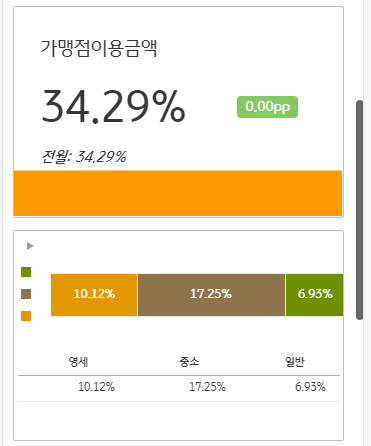 가맹점이용금액
34.29%
0.00pp
전월: 34.29%
10.12% 17.25% 6.93%
영세 중소 일반
10.12% 17.25% 6.93%